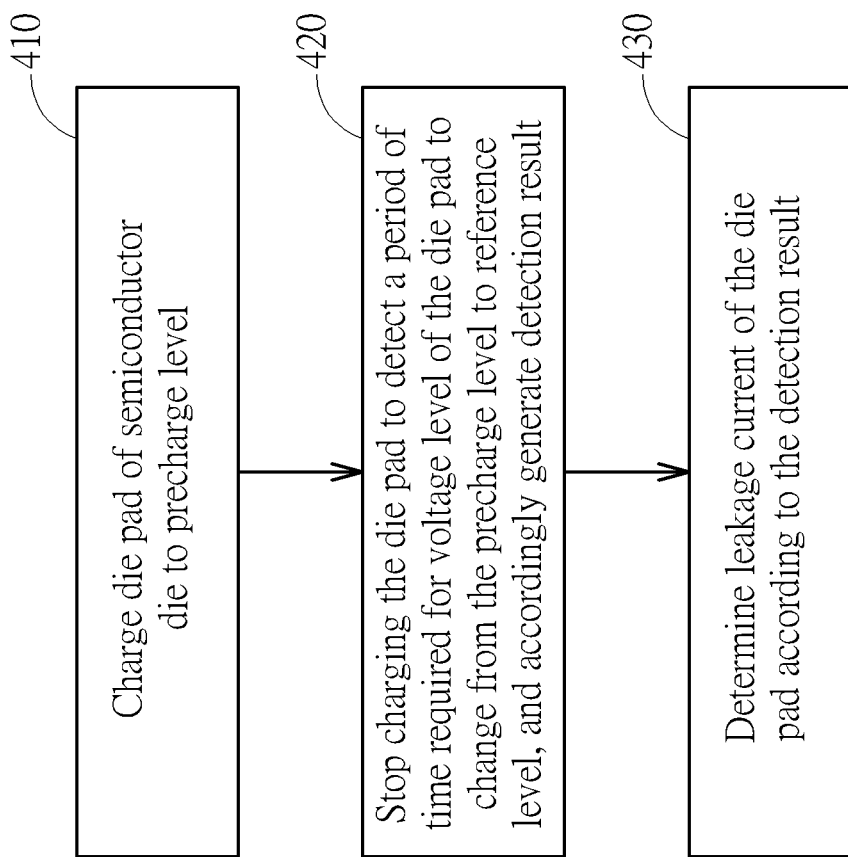 410
Charge die pad of semiconductor
die to precharge level
420
Stop charging the die pad to detect a period of
time required for voltage level of the die pad to
change from the precharge level to reference
level, and accordingly generate detection result
430
Determine leakage current of the die
pad according to the detection result